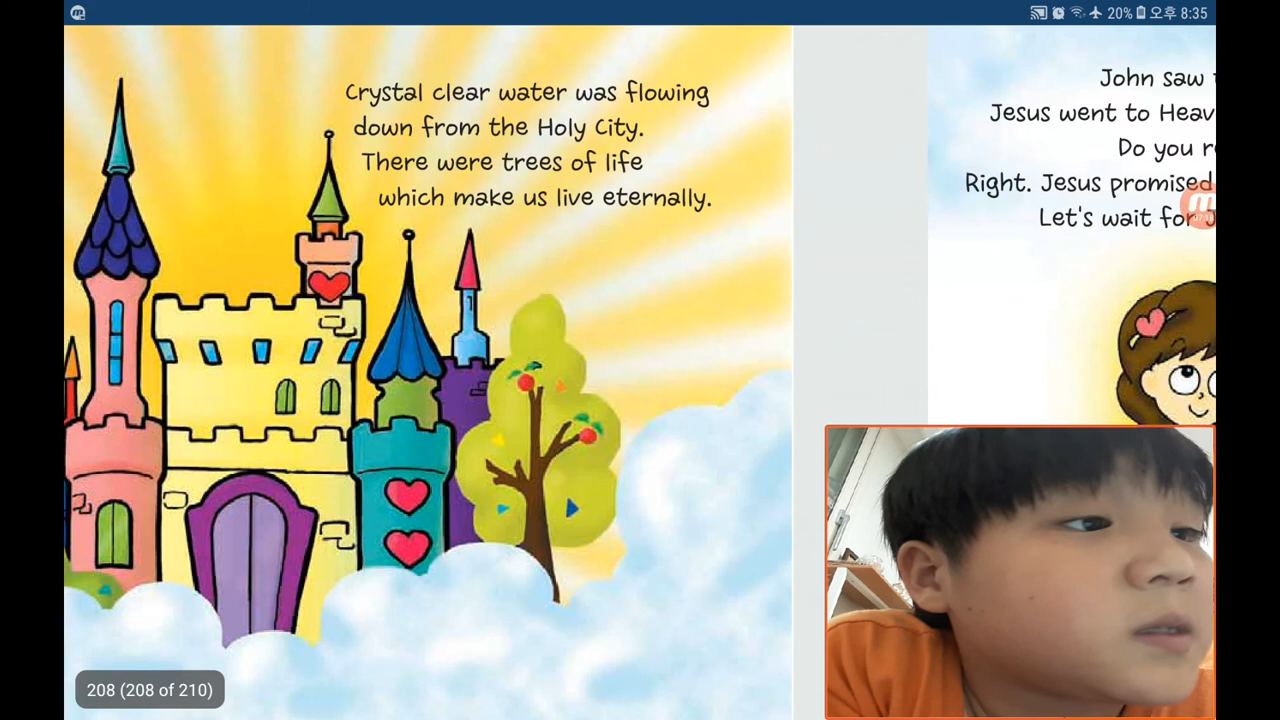 20% 오후 8:35
Crystal clear water was flowing
down from the Holy City.
There were trees of life
which make us live eternally.
John saw
Jesus went to Heav
Do you r
Right. Jesus promised
Let's wait for J
07:18
208 (208 of 210)